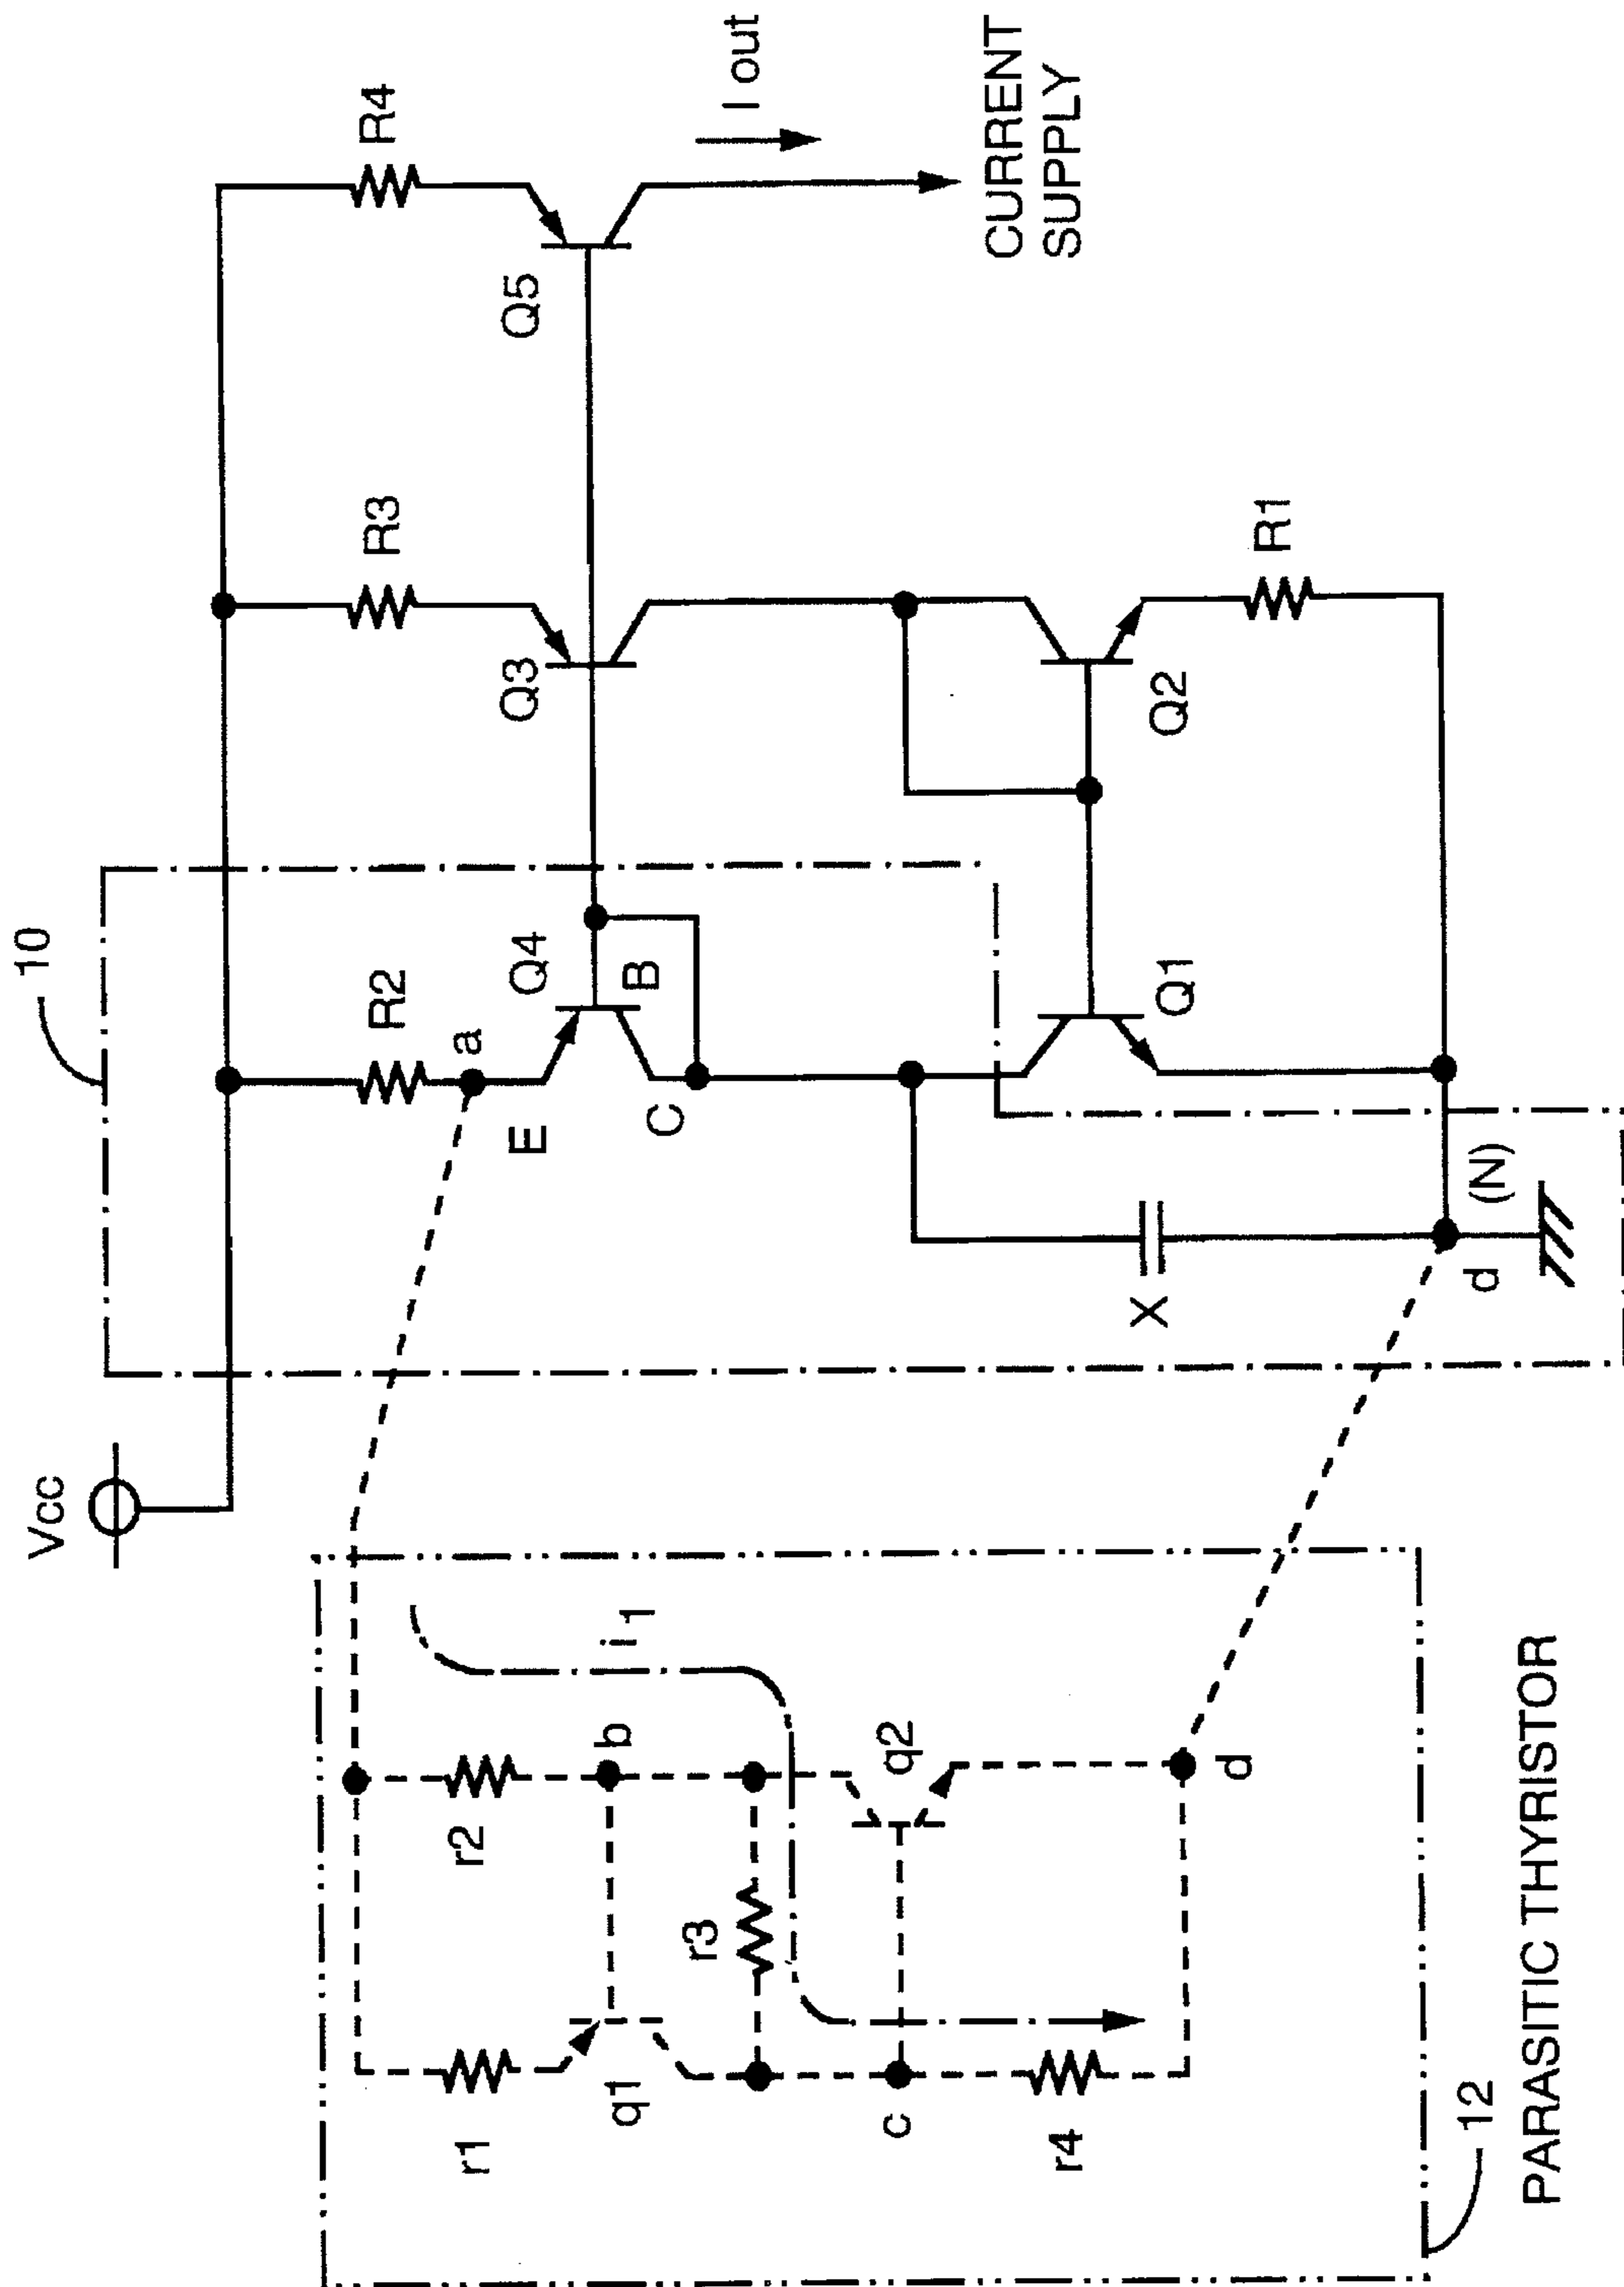 10
Vcc
R2
R3
R4
a
E
Q4
B
C
Q3
Q5
I out
CURRENT
SUPPLY
X
Q1
Q2
R1
d
(N)
i1
r1
r2
b
q1
r3
q2
c
r4
d
12
PARASITIC THYRISTOR